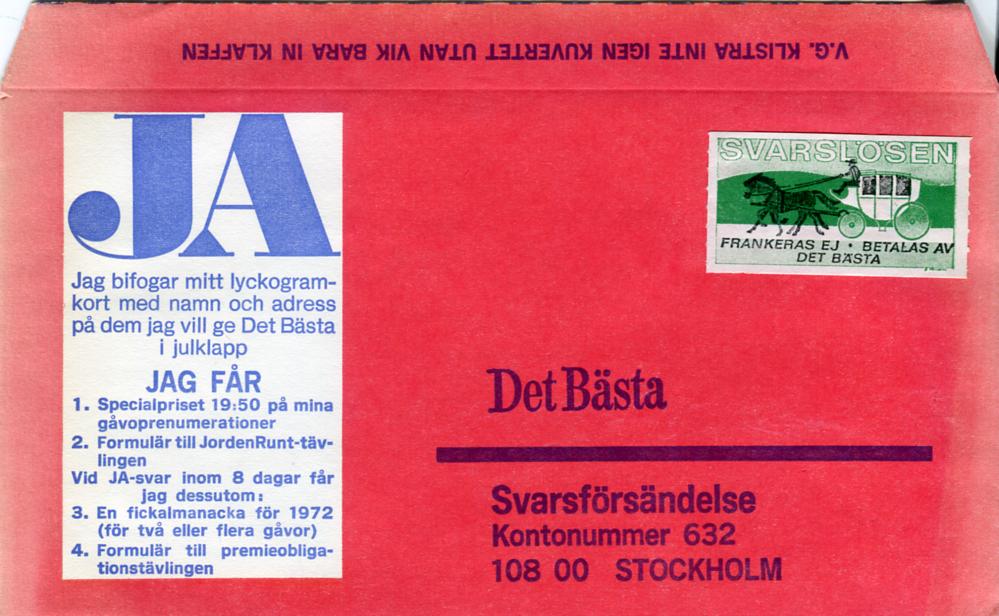 V.G. KLISTRA INTE IGEN KUVERTET UTAN VIK BARA IN KLAFFEN
JA
Jag bifogar mitt lyckogram-
kort med namn och adress
på dem jag vill ge Det Bästa
i julklapp
JAG FÅR
1. Specialpriset 19:50 på mina
gåvoprenumerationer
2. Formulär till JordenRunt-täv-
lingen
Vid JA-svar inom 8 dagar får
jag dessutom:
3. En fickalmanacka för 1972
(för två eller flera gåvor)
4. Formulär till premieobliga-
tionstävlingen
SVARSLÖSEN
FRANKERAS EJ • BETALAS AV
DET BÄSTA
Det Bästa
Svarsförsändelse
Kontonummer 632
108 00 STOCKHOLM